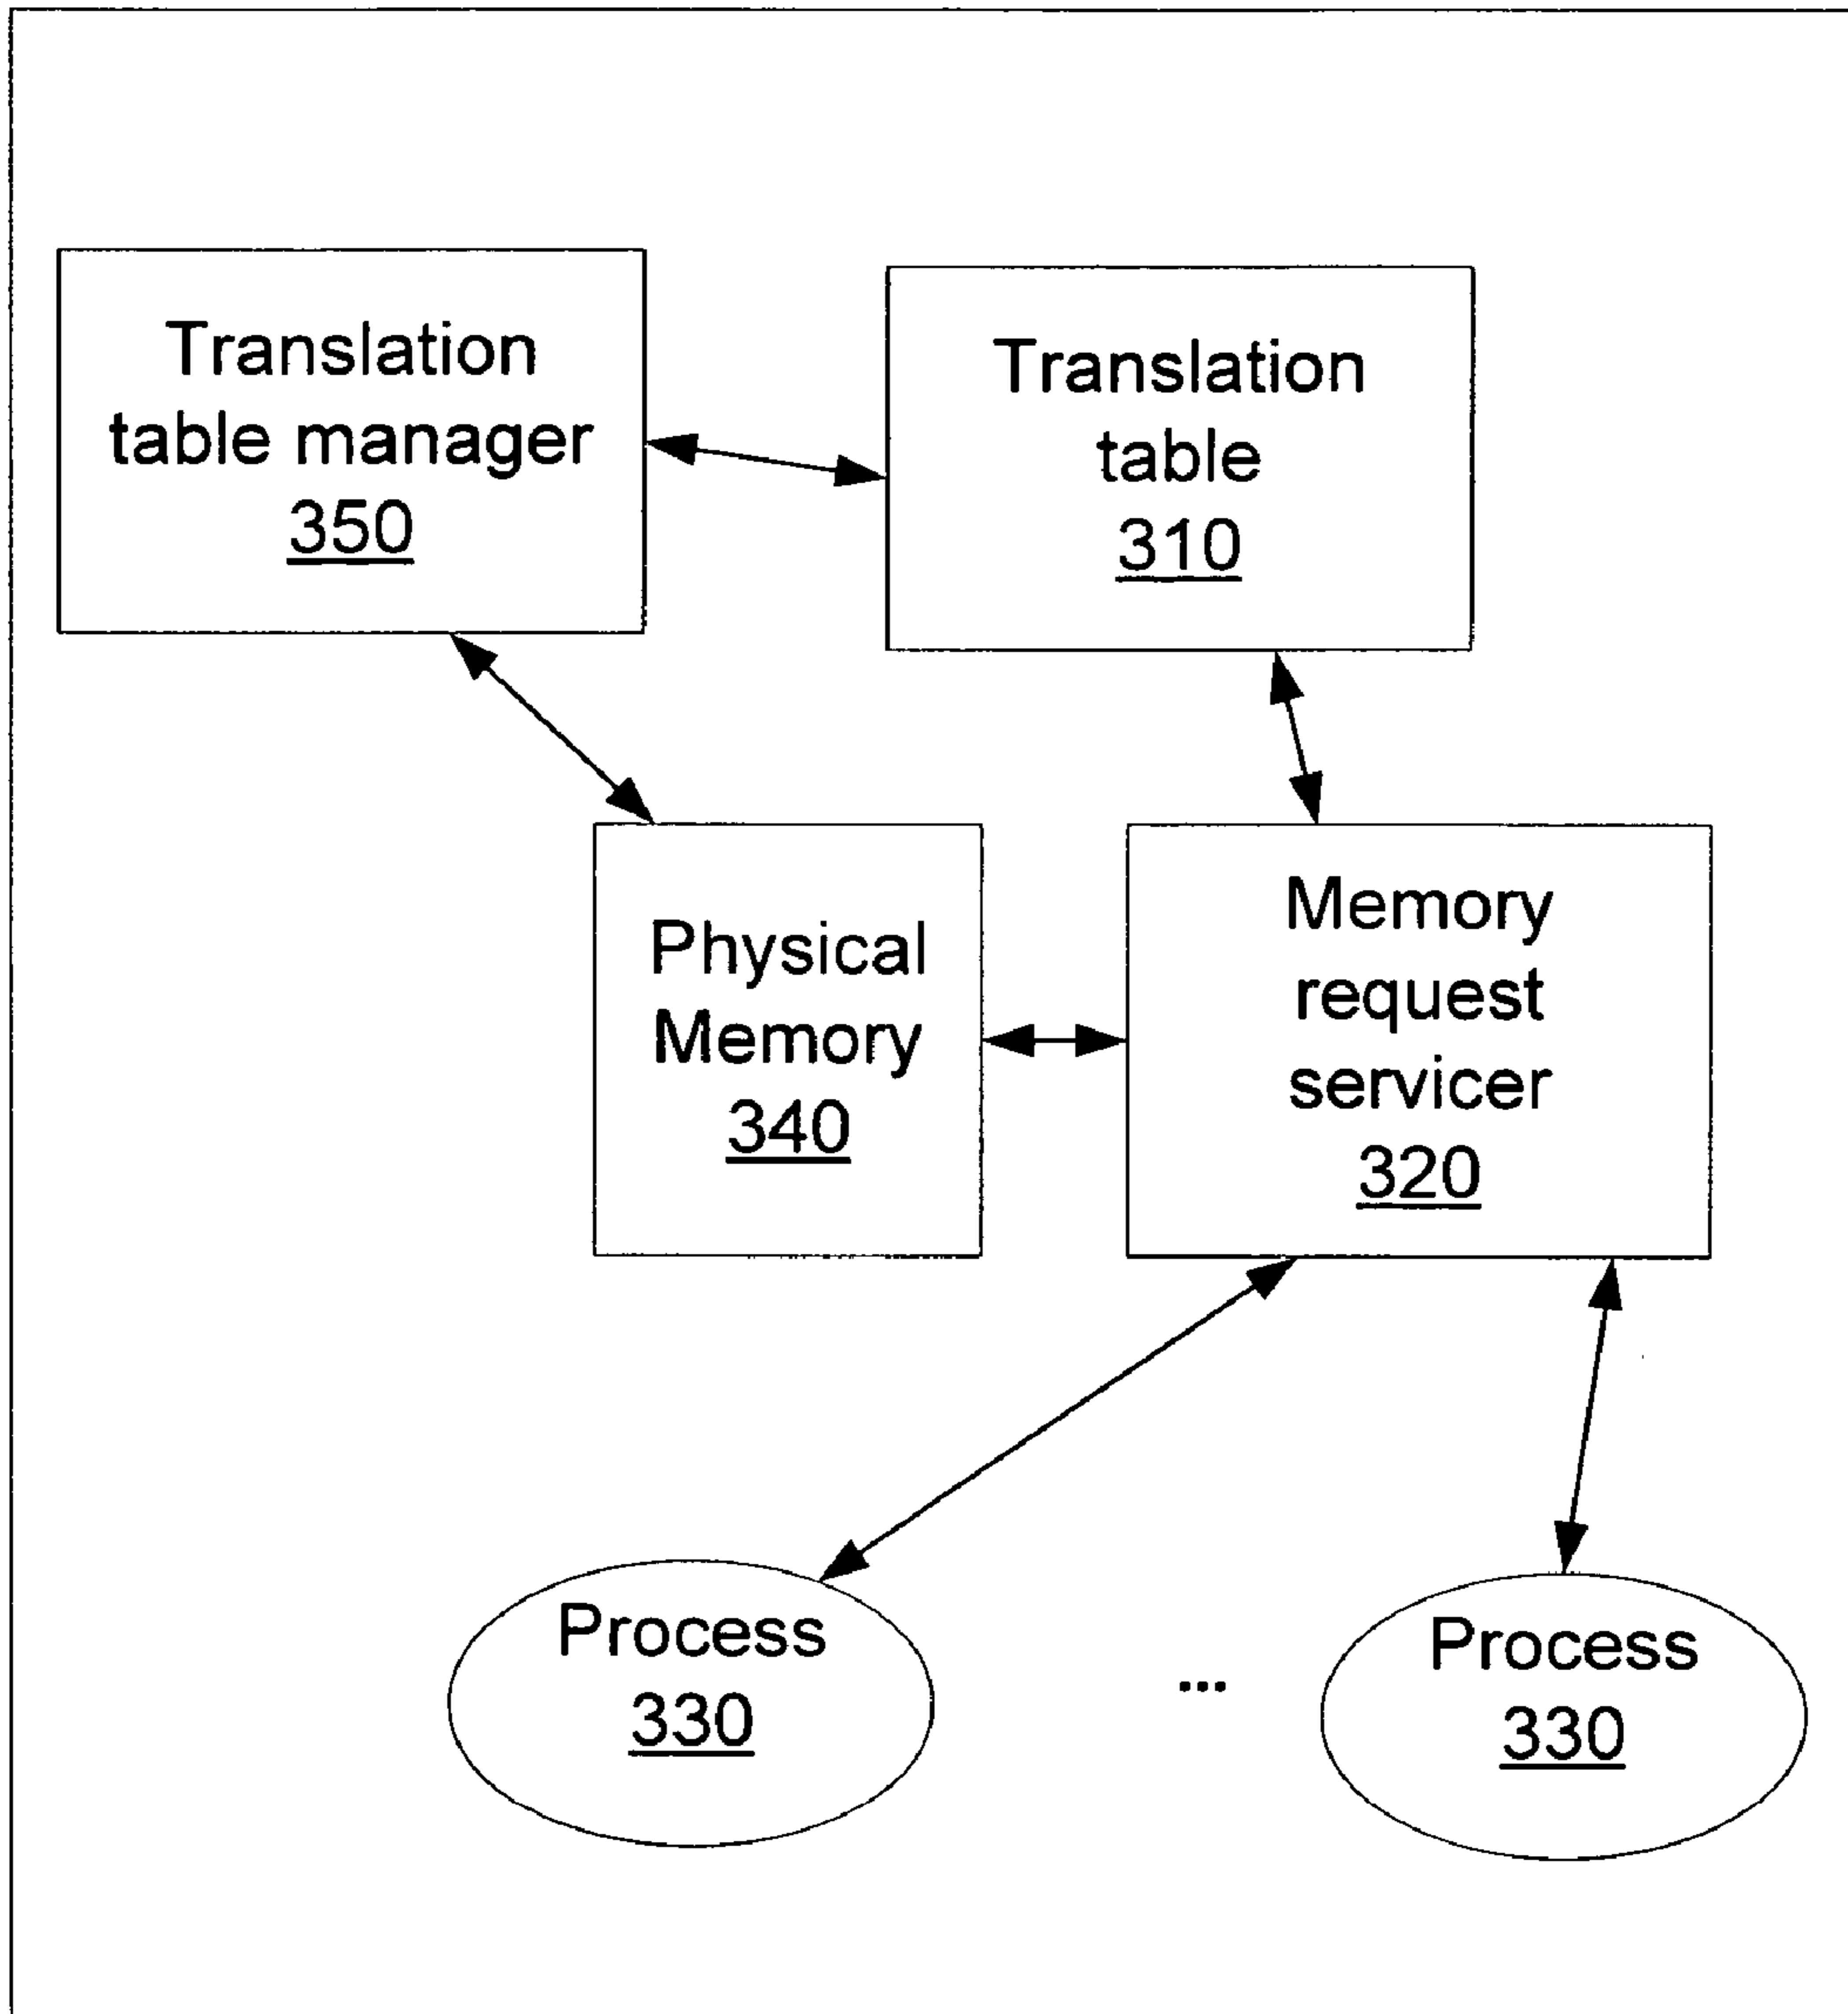 Translation
table manager
350
Translation
table
310
Physical
Memory
340
Memory
request
servicer
320
Process
330
...
Process
330